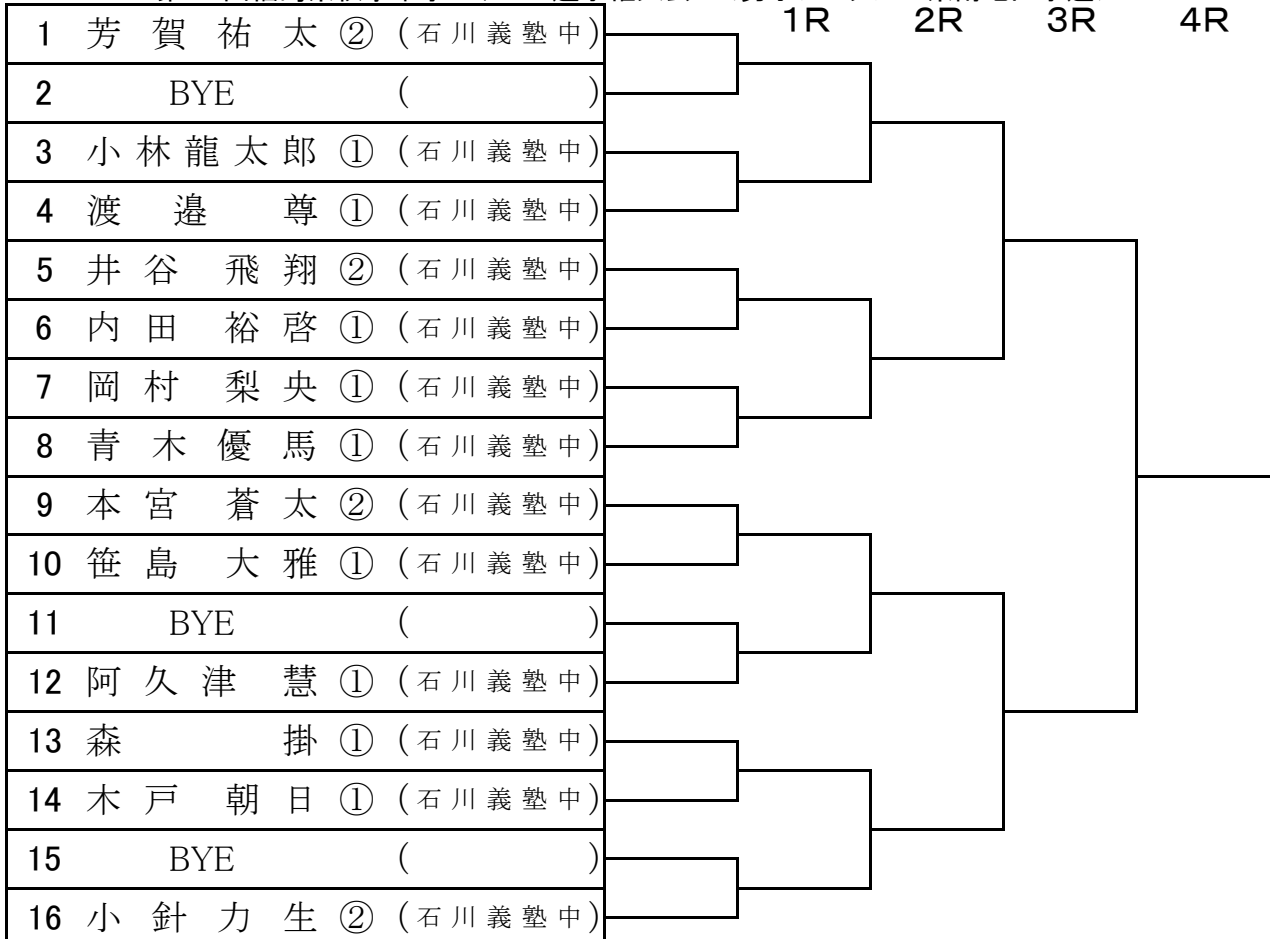 1R 2R 3R 4R
1 芳賀祐太 ② (石川義塾中)
2 BYE ( )
3 小林龍太郎 ① (石川義塾中)
4 渡邉尊 ① (石川義塾中)
5 井谷飛翔 ② (石川義塾中)
6 内田裕啓 ① (石川義塾中)
7 岡村梨央 ① (石川義塾中)
8 青木優馬 ① (石川義塾中)
9 本宮蒼太 ② (石川義塾中)
10 笹島大雅 ① (石川義塾中)
11 BYE ( )
12 阿久津慧 ① (石川義塾中)
13 森掛 ① (石川義塾中)
14 木戸朝日 ① (石川義塾中)
15 BYE ( )
16 小針力生 ② (石川義塾中)